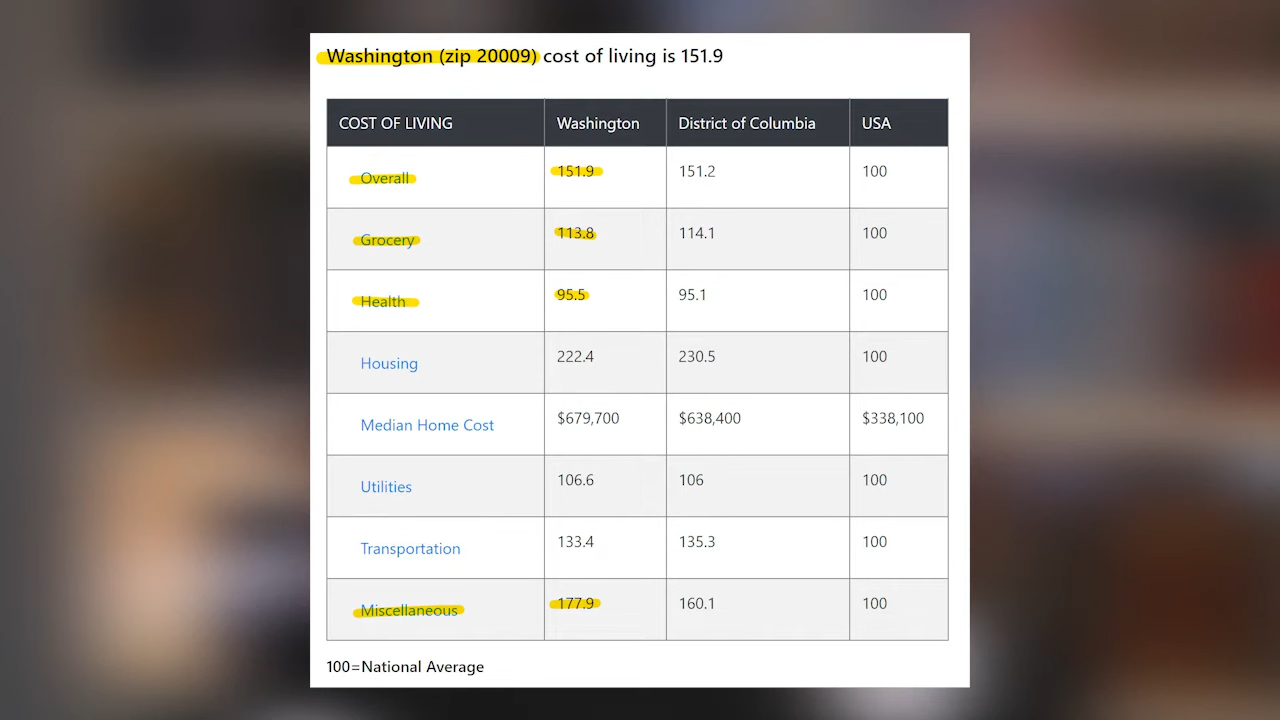 Washington (zip 20009) cost of living is 151.9
COST OF LIVING Washington District of Columbia USA
Overall 151.9 151.2 100
Grocery 113.8 114.1 100
Health 95.5 95.1 100
Housing 222.4 230.5 100
Median Home Cost $679,700 $638,400 $338,100
Utilities 106.6 106 100
Transportation 133.4 135.3 100
Miscellaneous 177.9 160.1 100
100=National Average